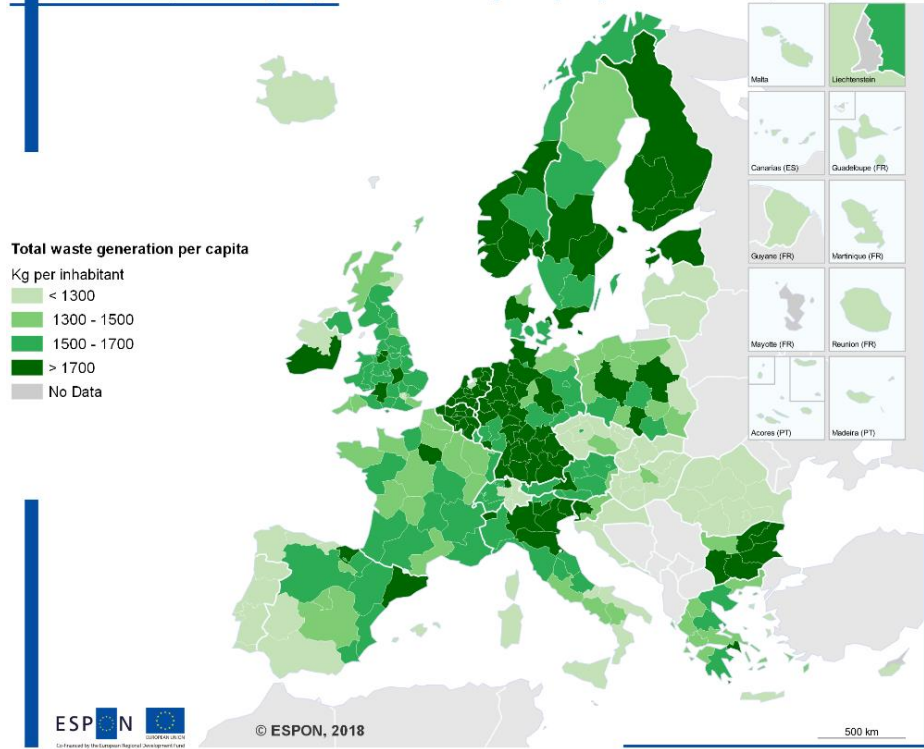 Total waste generation per capita
Kg per inhabitant
< 1300
1300 - 1500
1500 - 1700
> 1700
No Data
Malta
Liechtenstein
Canarias (ES)
Guadeloupe (FR)
Guyane (FR)
Martinique (FR)
Mayotte (FR)
Reunion (FR)
Acores (PT)
Madeira (PT)
ESPON
EUROPEAN UNION
Co-financed by the European Regional Development Fund
© ESPON, 2018
500 km